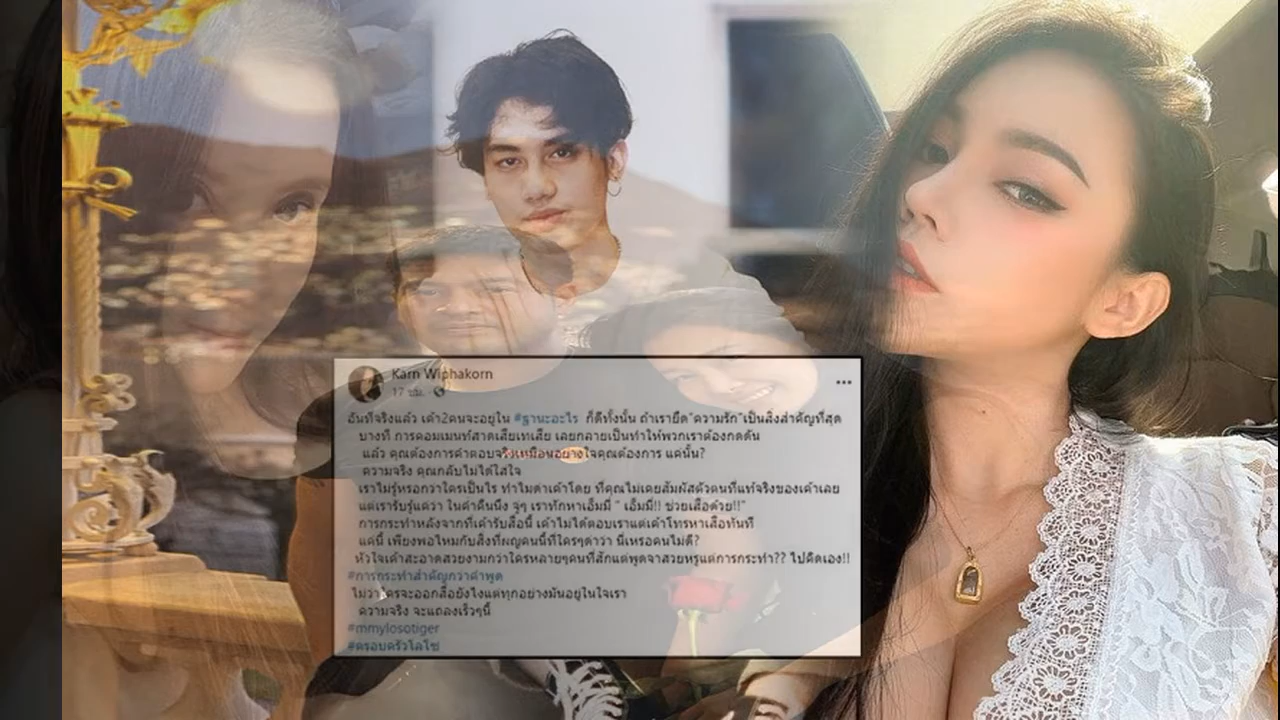 Karn Wiphakorn
17 ชม.
อันที่จริงแล้ว เค้า2คนจะอยู่ใน #ฐานะอะไร ก็ดีทั้งนั้น ถ้าเรายึด"ความรัก"เป็นสิ่งสำคัญที่สุด
บางที การคอมเมนท์สาดเสียเทเสีย เลยกลายเป็นทำให้พวกเราต้องกดดัน
แล้ว คุณต้องการคำตอบจริงเหมือนอย่างใจคุณต้องการ แค่นั้น?
ความจริง คุณกลับไม่ได้ใส่ใจ
เราไม่รู้หรอกว่าใครเป็นไร ทำไมด่าเค้าโดย ที่คุณไม่เคยสัมผัสตัวตนที่แท้จริงของเค้าเลย
แต่เรารับรู้แค่ว่า ในค่ำคืนนึง จู่ๆ เราทักหาเอ็มมี่ " เอ็มมี่!! ช่วยเสือด้วย!!"
การกระทำหลังจากที่เค้ารับสื่อนี้ เค้าไม่ได้ตอบเราแต่เค้าโทรหาเสือทันที
แค่นี้ เพียงพอไหมกับสิ่งที่ผญคนนี้ที่ใครๆด่าว่า นี่เหรอคนไม่ดี?
หัวใจเค้าสะอาดสวยงามกว่าใครหลายๆคนที่สักแต่พูดจาสวยหรูแต่การกระทำ?? ไปคิดเอง!!
#การกระทำสำคัญกว่าคำพูด
ไม่ว่าใครจะออกสื่อยังไงแต่ทุกอย่างมันอยู่ในใจเรา
ความจริง จะแถลงเร็วๆนี้
#mmylosotiger
#ครอบครัวโลโซ